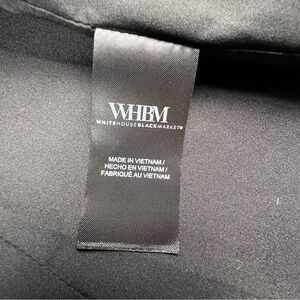 WHBM
WHITEHOUSEBLACKMARKET®
MADE IN VIETNAM/
HECHO EN VIETNAM/
FABRIQUÉ AU VIETNAM